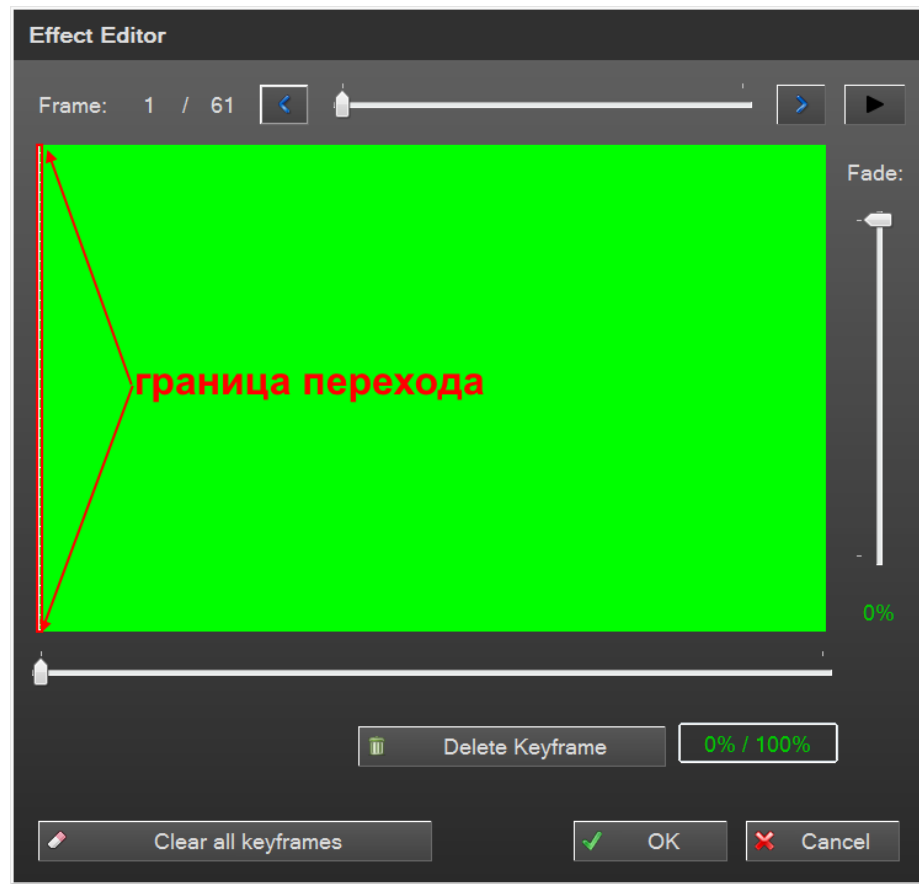 Effect Editor
Frame: 1 / 61
Fade:
граница перехода
0%
Delete Keyframe 0% / 100%
Clear all keyframes OK Cancel